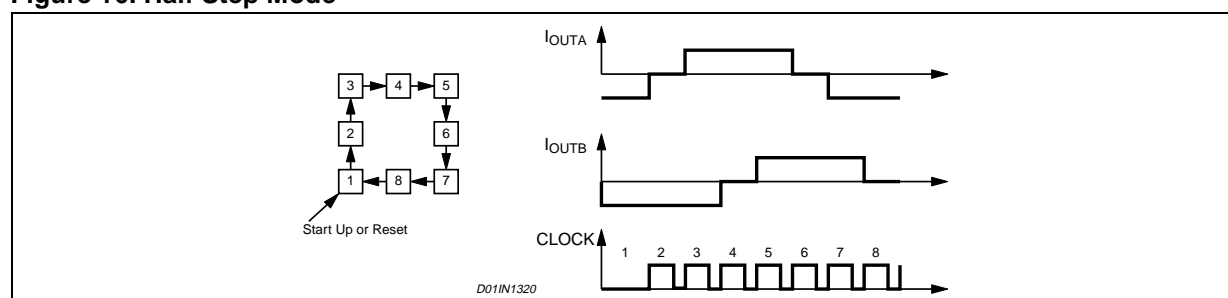 Figure 10. Half Step Mode
IOUTA
3 4 5
2 6
IOUTB
1 8 7
Start Up or Reset
CLOCK
1 2 3 4 5 6 7 8
D01IN1320